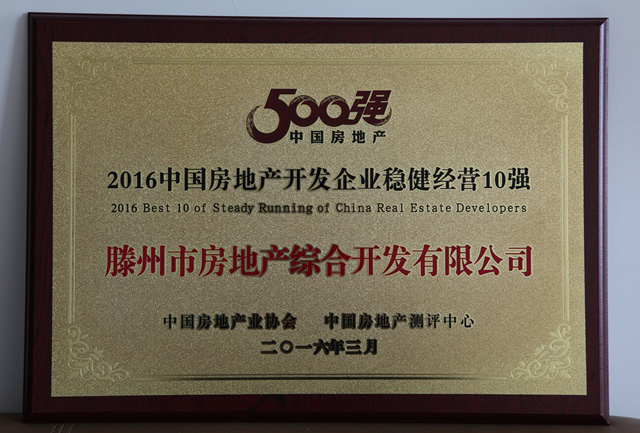 500强
中国房地产
2016中国房地产开发企业稳健经营10强
2016 Best 10 of Steady Running of China Real Estate Developers
滕州市房地产综合开发有限公司
中国房地产业协会 中国房地产测评中心
二〇一六年三月